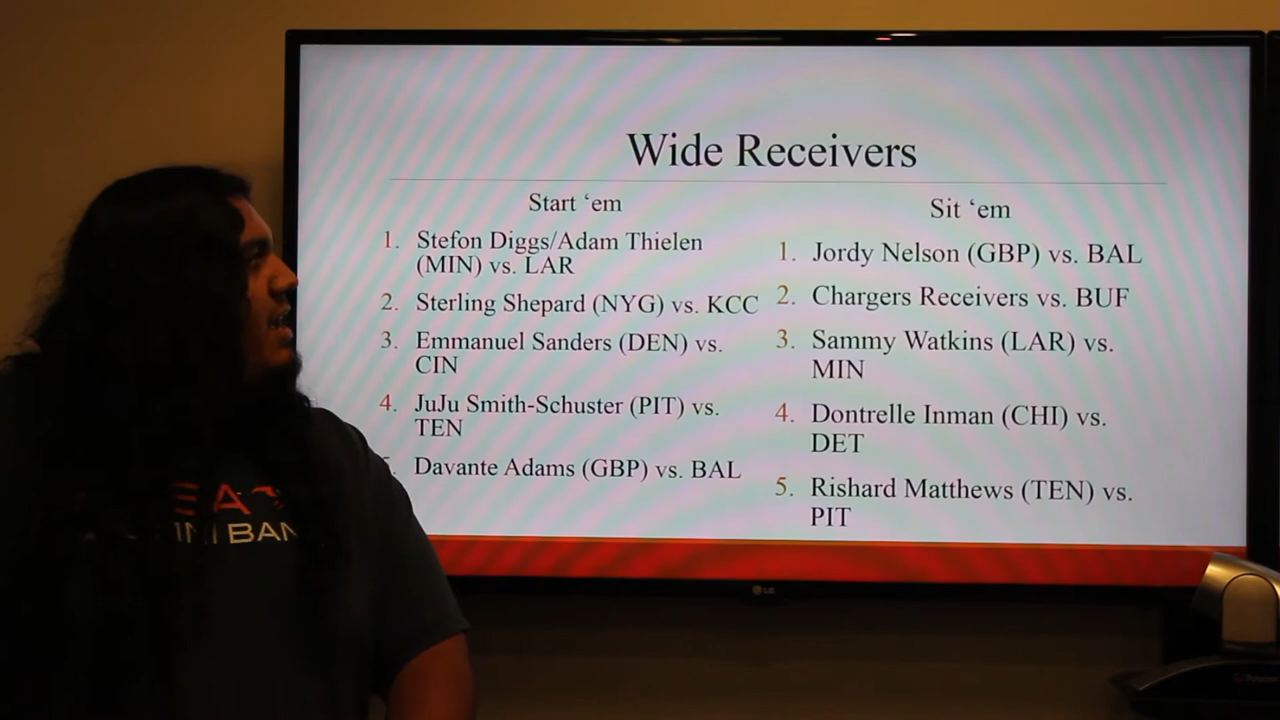 Wide Receivers
Start ‘em
1. Stefon Diggs/Adam Thielen
(MIN) vs. LAR
2. Sterling Shepard (NYG) vs. KCC
3. Emmanuel Sanders (DEN) vs.
CIN
4. JuJu Smith-Schuster (PIT) vs.
TEN
Davante Adams (GBP) vs. BAL
Sit ‘em
1. Jordy Nelson (GBP) vs. BAL
2. Chargers Receivers vs. BUF
3. Sammy Watkins (LAR) vs.
MIN
4. Dontrelle Inman (CHI) vs.
DET
5. Rishard Matthews (TEN) vs.
PIT
LG